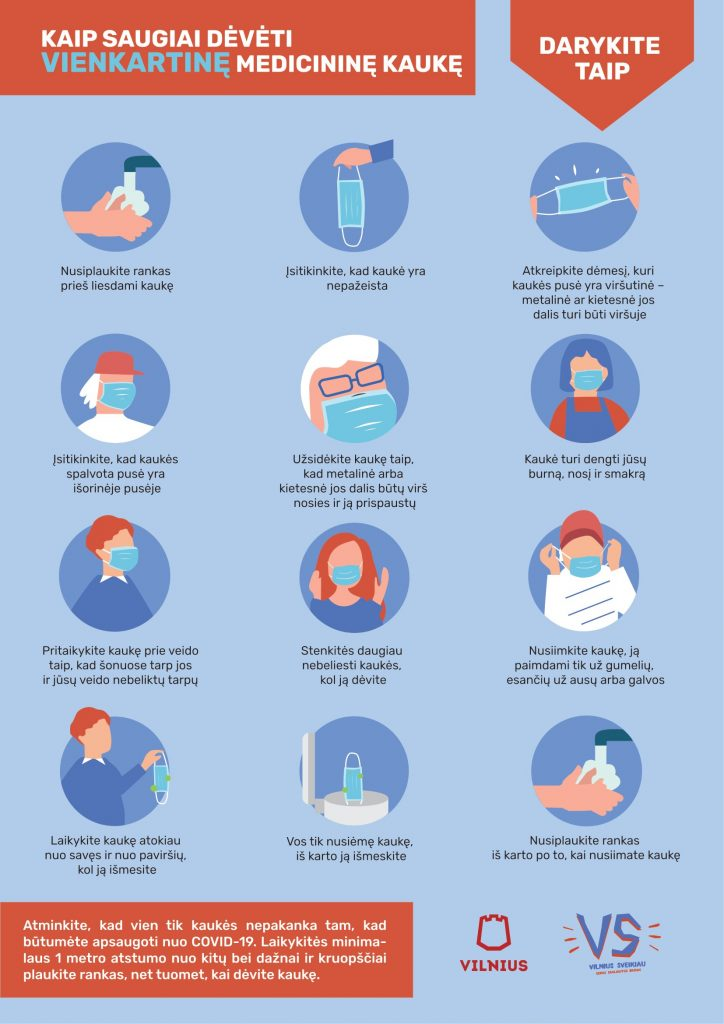 KAIP SAUGIAI DĖVĖTI
VIENKARTINĘ MEDICININĘ KAUKĘ
DARYKITE
TAIP
Nusiplaukite rankas
prieš liesdami kaukę
Įsitikinkite, kad kaukė yra
nepažeista
Atkreipkite dėmesį, kuri
kaukės pusė yra viršutinė –
metalinė ar kietesnė jos
dalis turi būti viršuje
Įsitikinkite, kad kaukės
spalvota pusė yra
išorinėje pusėje
Užsidėkite kaukę taip,
kad metalinė arba
kietesnė jos dalis būtų virš
nosies ir ją prispaustų
Kaukė turi dengti jūsų
burną, nosį ir smakrą
Pritaikykite kaukę prie veido
taip, kad šonuose tarp jos
ir jūsų veido nebeliktų tarpų
Stenkitės daugiau
nebeliesti kaukės,
kol ją dėvite
Nusiimkite kaukę, ją
paimdami tik už gumelių,
esančių už ausų arba galvos
Laikykite kaukę atokiau
nuo savęs ir nuo paviršių,
kol ją išmesite
Vos tik nusiėmę kaukę,
iš karto ją išmeskite
Nusiplaukite rankas
iš karto po to, kai nusiimate kaukę
Atminkite, kad vien tik kaukės nepakanka tam, kad
būtumėte apsaugoti nuo COVID-19. Laikykitės minima-
laus 1 metro atstumo nuo kitų bei dažnai ir kruopščiai
plaukite rankas, net tuomet, kai dėvite kaukę.
VILNIUS
VS
VILNIUS SVEIKIAU